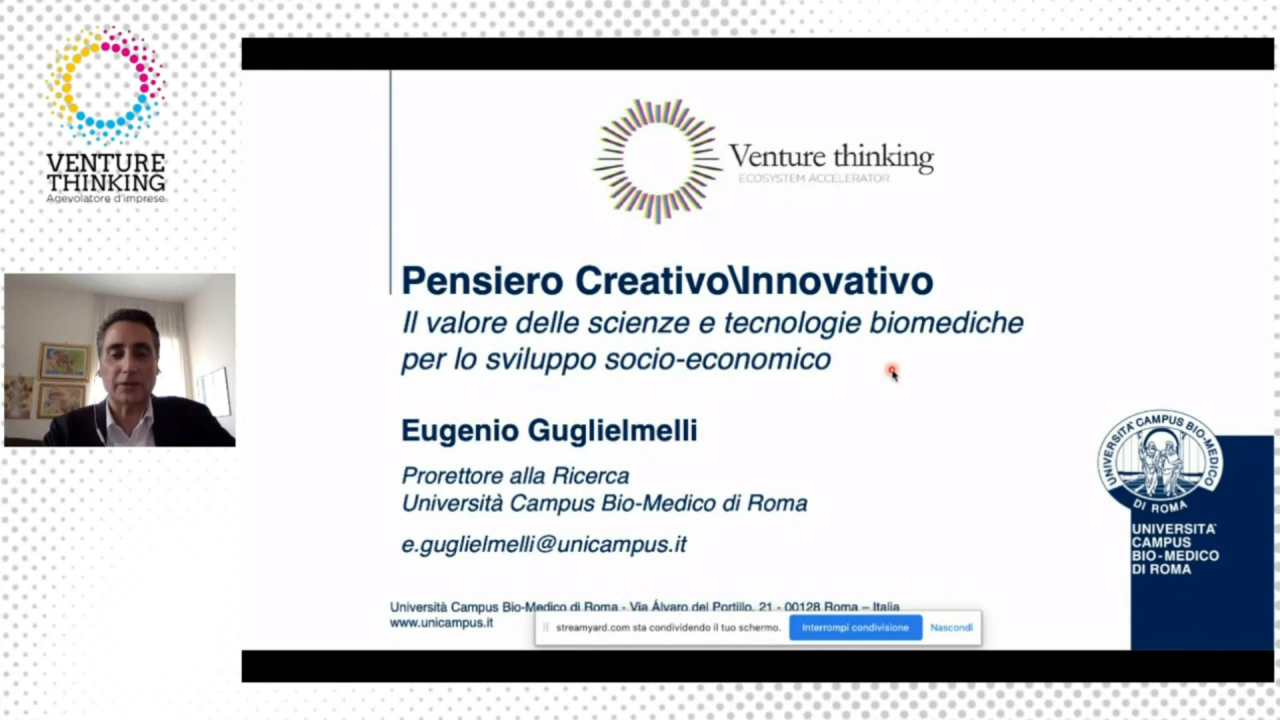 VENTURE
THINKING
Agevolatore d'imprese
Venture thinking
ECOSYSTEM ACCELERATOR
Pensiero Creativo\Innovativo
Il valore delle scienze e tecnologie biomediche
per lo sviluppo socio-economico
Eugenio Guglielmelli
Prorettore alla Ricerca
Università Campus Bio-Medico di Roma
e.guglielmelli@unicampus.it
UNIVERSITA' CAMPUS BIO-MEDICO
DI ROMA
UNIVERSITA'
CAMPUS
BIO-MEDICO
DI ROMA
Università Campus Bio-Medico di Roma - Via Álvaro del Portillo, 21 - 00128 Roma – Italia
www.unicampus.it
streamyard.com sta condividendo il tuo schermo.
Interrompi condivisione
Nascondi